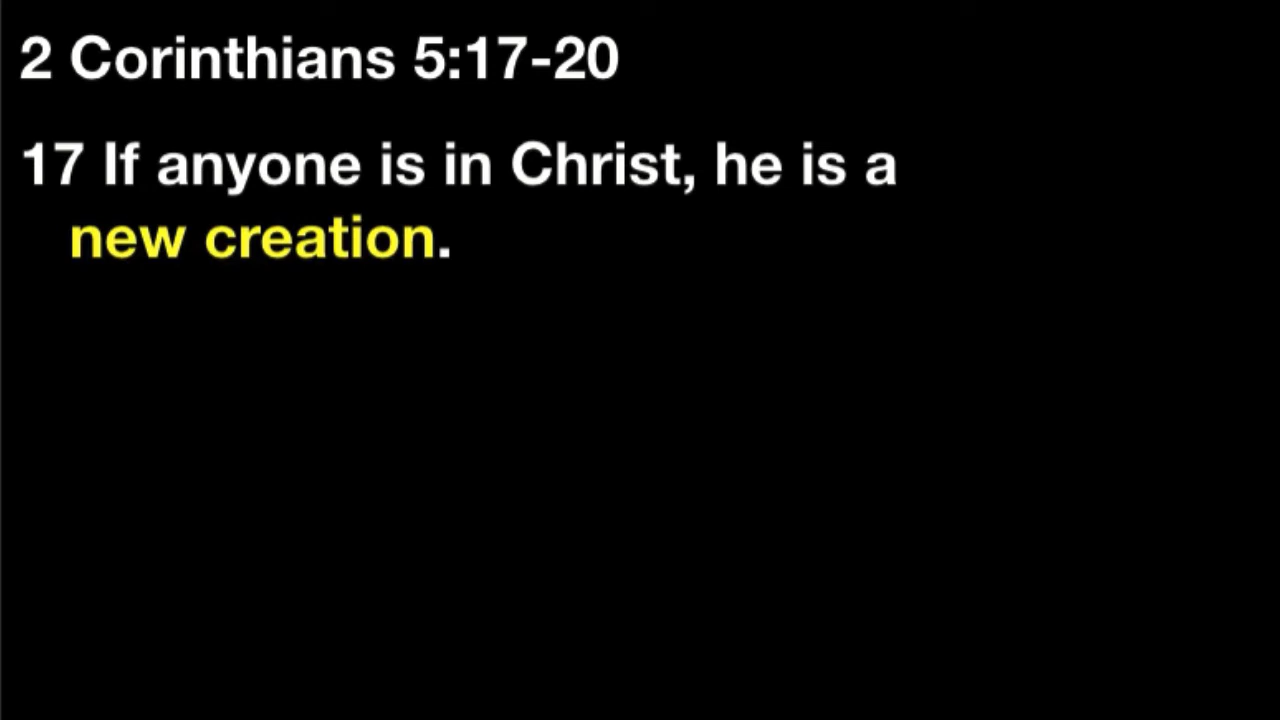 2 Corinthians 5:17-20
17 If anyone is in Christ, he is a
new creation.